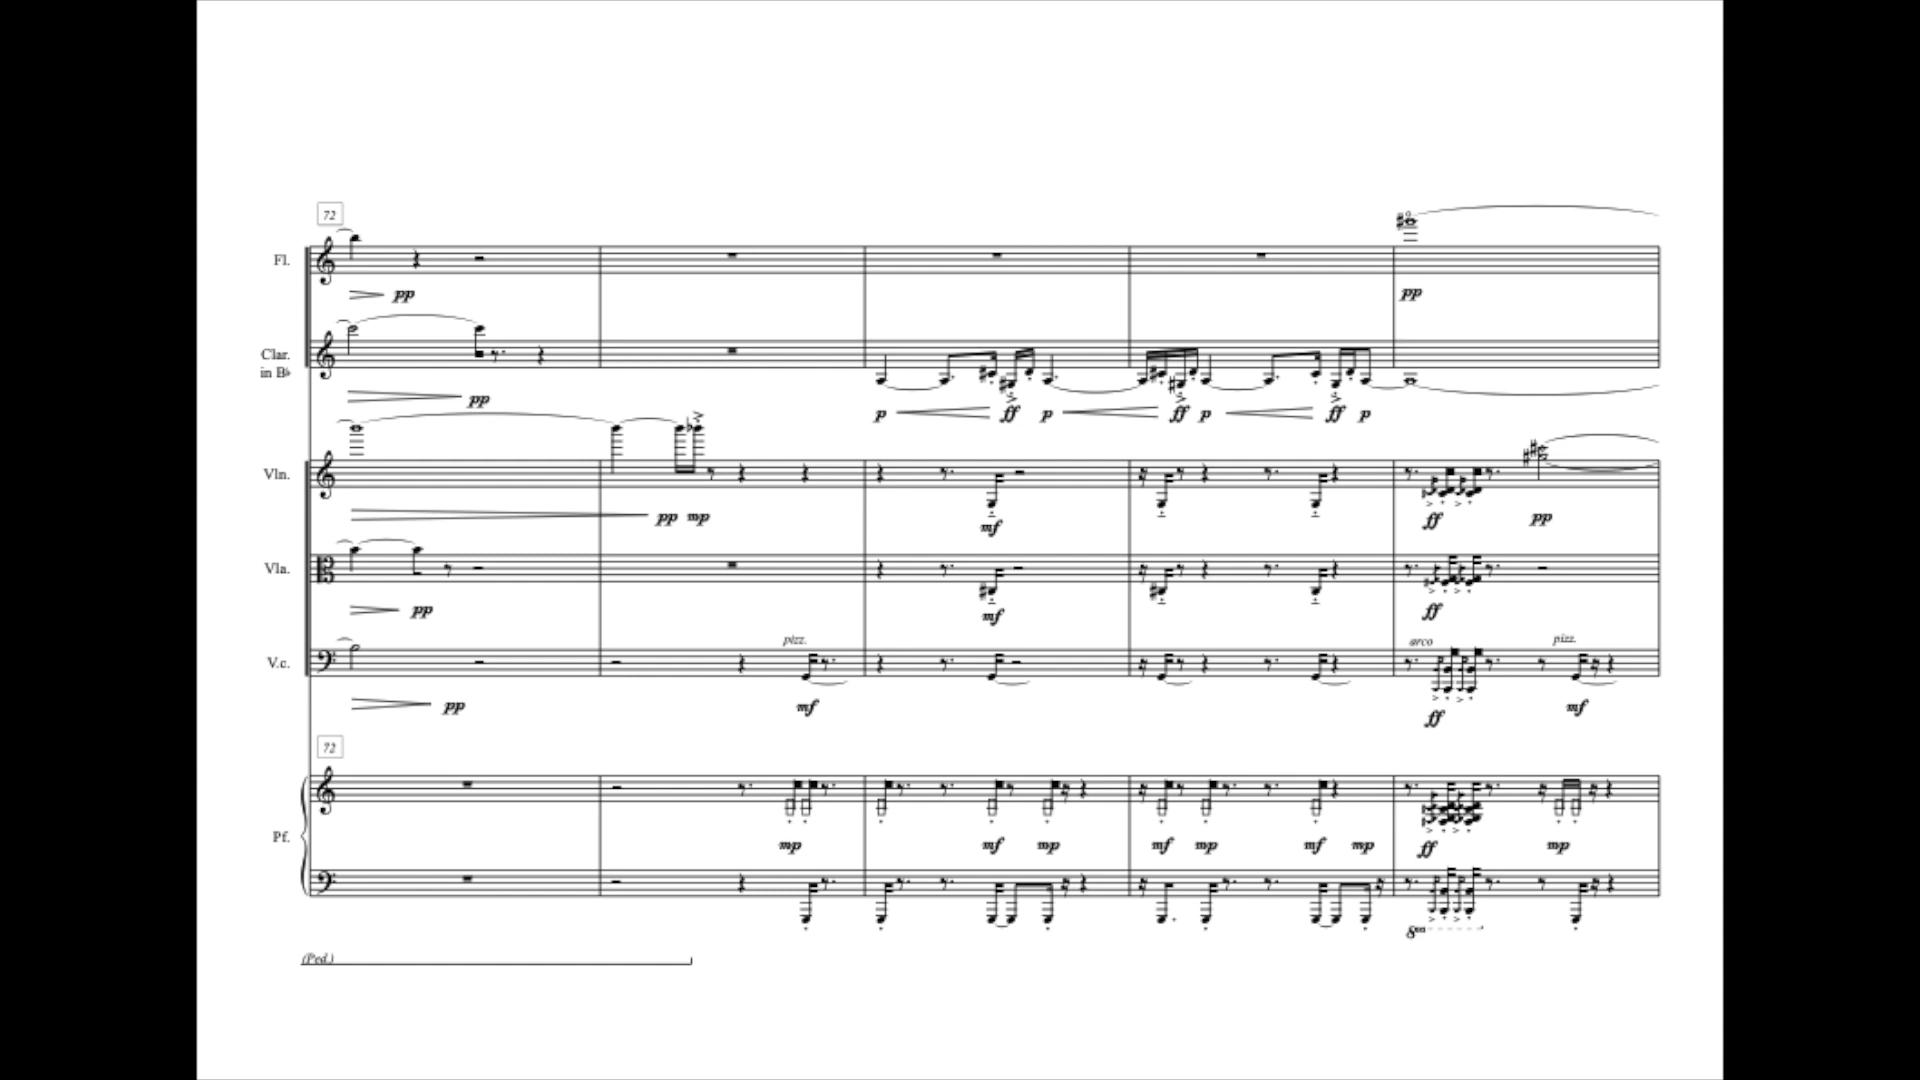 72
Fl.
pp pp
Clar.
in B♭
pp p ff p ff p ff p
Vln.
pp mp mf ff pp
Vla.
pp mf ff
pizz. arco pizz.
V.c.
pp mf ff mf
72
Pf.
mp mf mp mf mp mf mp ff mp
8va
(Ped.)